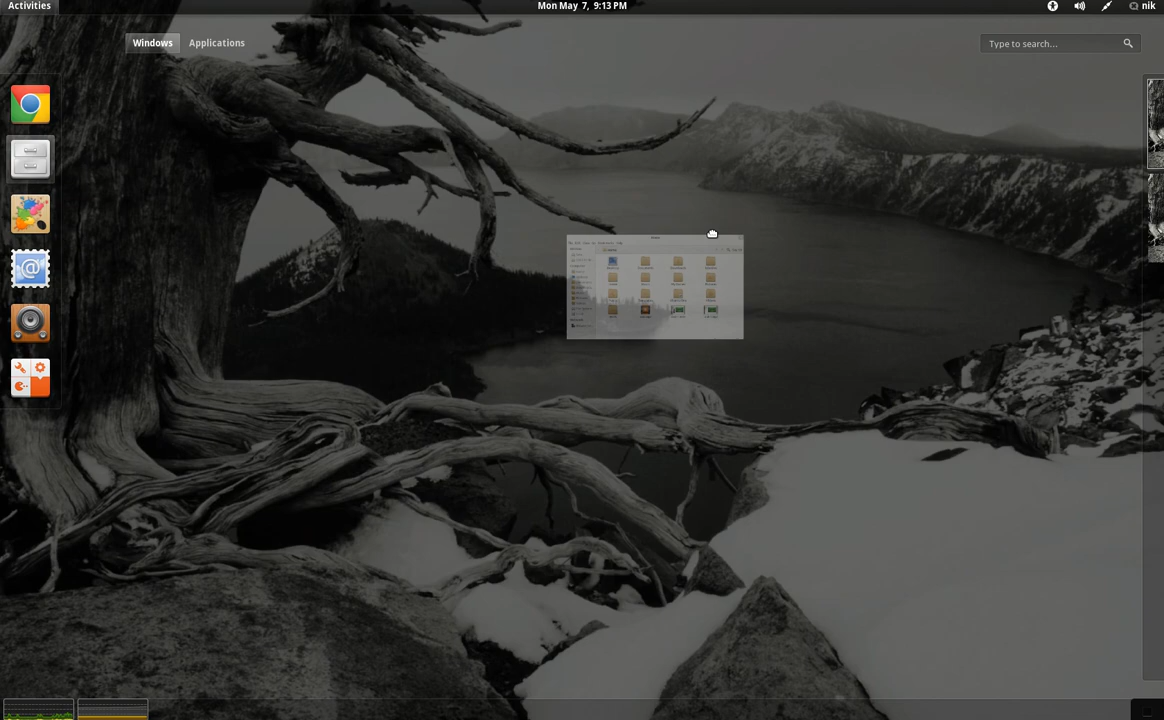 Activities
Mon May 7, 9:13 PM
nik
Windows
Applications
Type to search...
@